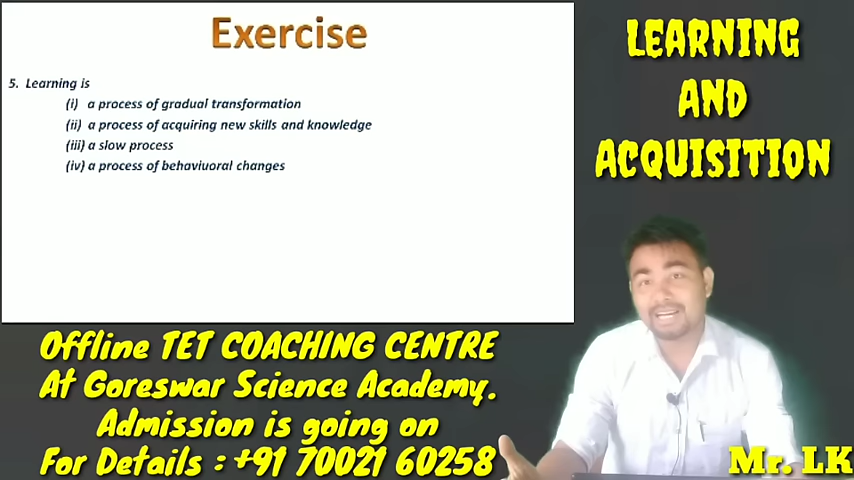 Exercise
5. Learning is
(i) a process of gradual transformation
(ii) a process of acquiring new skills and knowledge
(iii) a slow process
(iv) a process of behaviuoral changes
LEARNING
AND
ACQUISITION
Offline TET COACHING CENTRE
At Goreswar Science Academy.
Admission is going on
For Details : +91 70021 60258
Mr. LK